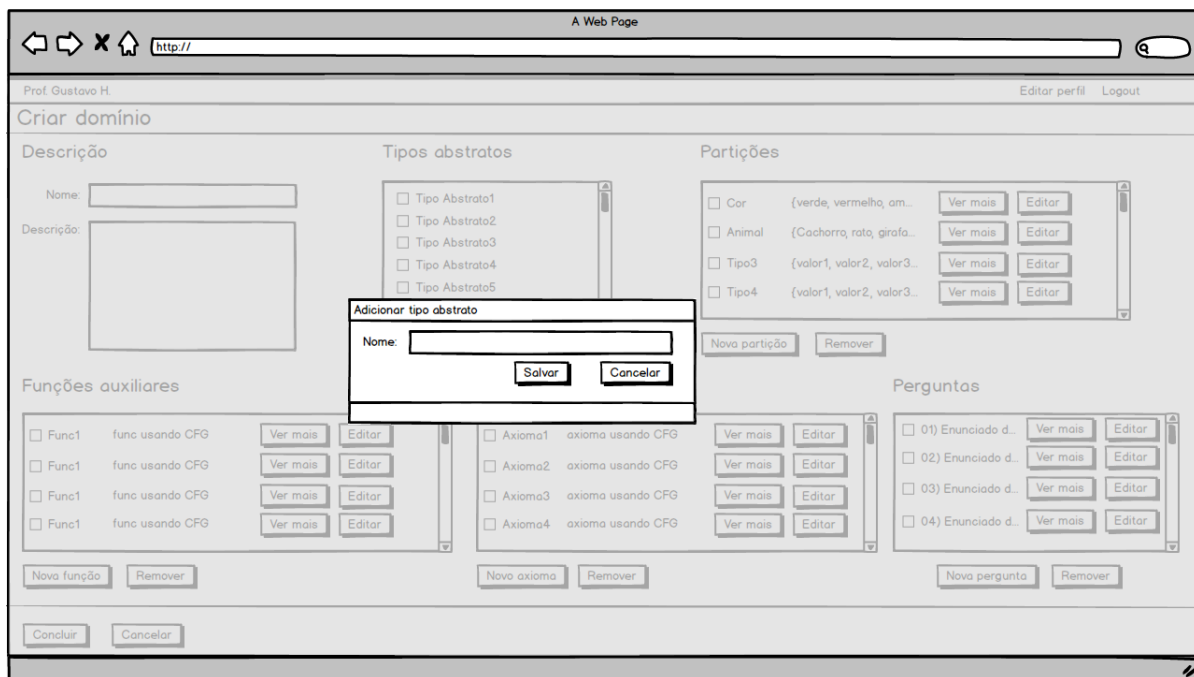 A Web Page
http://
Prof. Gustavo H.
Editar perfil Logout
Criar domínio
Descrição
Nome:
Descrição:
Tipos abstratos
Tipo Abstrato1
Tipo Abstrato2
Tipo Abstrato3
Tipo Abstrato4
Tipo Abstrato5
Partições
Cor {verde, vermelho, am... Ver mais Editar
Animal {Cachorro, rato, girafa... Ver mais Editar
Tipo3 {valor1, valor2, valor3... Ver mais Editar
Tipo4 {valor1, valor2, valor3... Ver mais Editar
Nova partição Remover
Adicionar tipo abstrato
Nome:
Salvar Cancelar
Funções auxiliares
Func1 func usando CFG Ver mais Editar
Func1 func usando CFG Ver mais Editar
Func1 func usando CFG Ver mais Editar
Func1 func usando CFG Ver mais Editar
Nova função Remover
Axioma1 axioma usando CFG Ver mais Editar
Axioma2 axioma usando CFG Ver mais Editar
Axioma3 axioma usando CFG Ver mais Editar
Axioma4 axioma usando CFG Ver mais Editar
Novo axioma Remover
Perguntas
01) Enunciado d... Ver mais Editar
02) Enunciado d... Ver mais Editar
03) Enunciado d... Ver mais Editar
04) Enunciado d... Ver mais Editar
Nova pergunta Remover
Concluir Cancelar